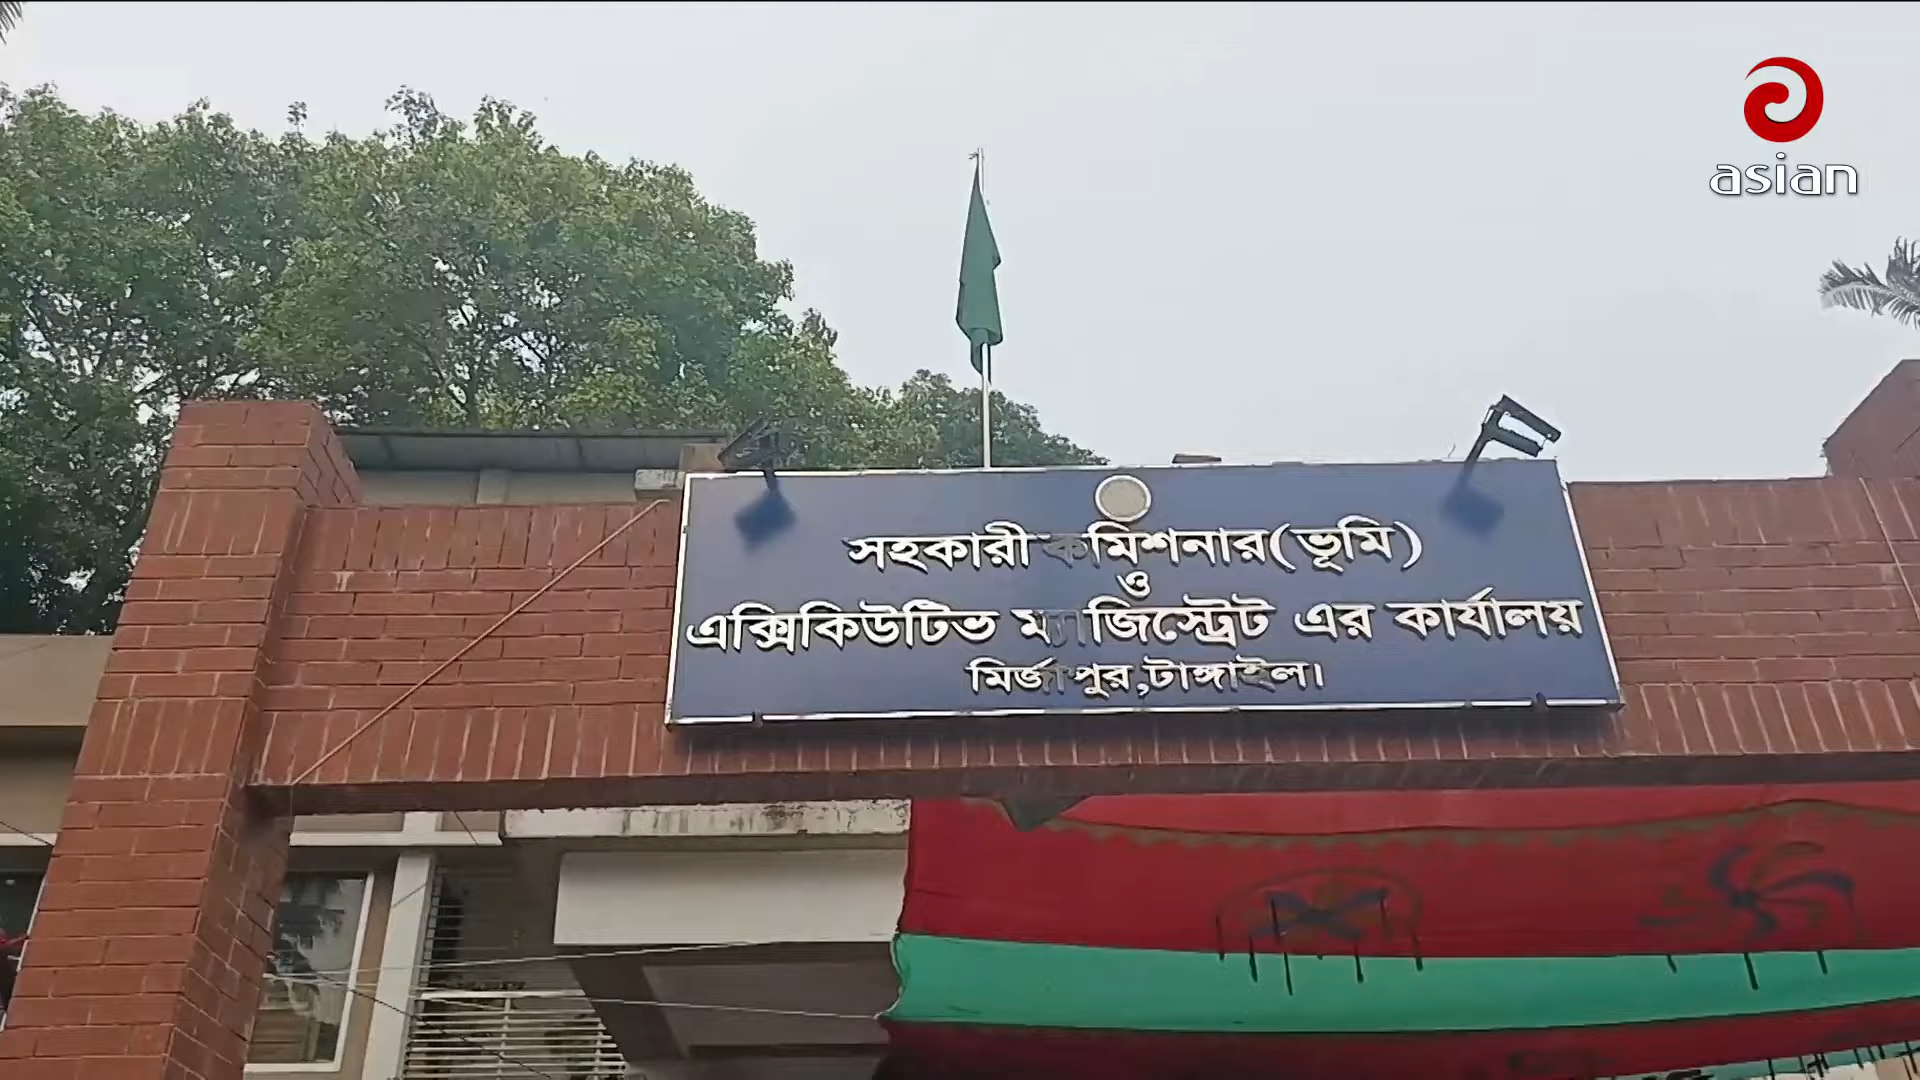 asian
সহকারী কমিশনার(ভূমি)
ও
এক্সিকিউটিভ ম্যাজিস্ট্রেট এর কার্যালয়
মির্জাপুর,টাঙ্গাইল।